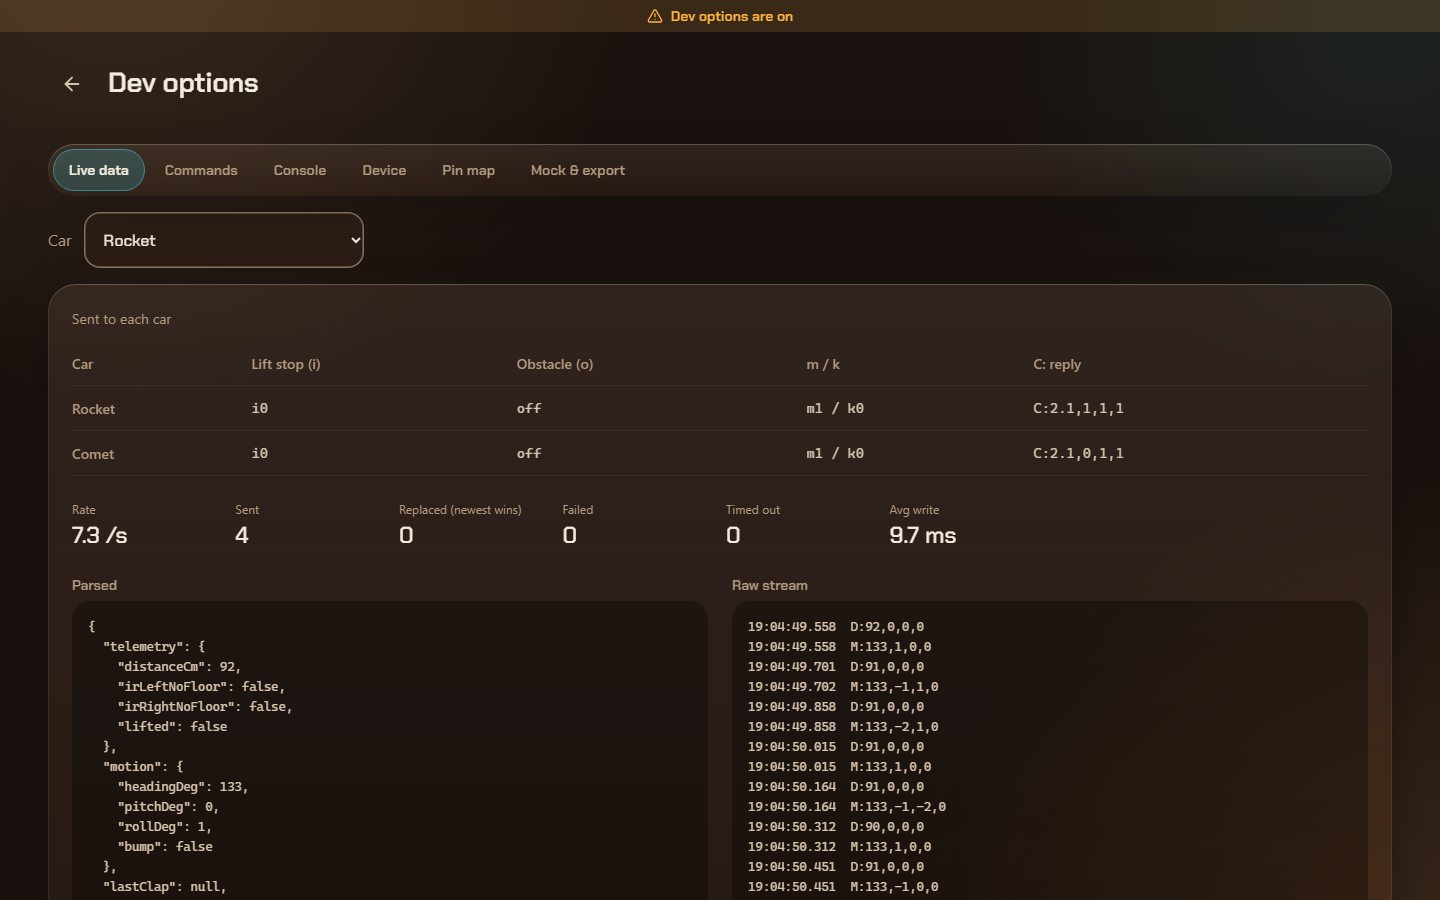 Dev options are on
Dev options
Live data Commands Console Device Pin map Mock & export
Car Rocket
Sent to each car
Car Lift stop (i) Obstacle (o) m / k C: reply
Rocket i0 off m1 / k0 C:2.1,1,1,1
Comet i0 off m1 / k0 C:2.1,0,1,1
Rate Sent Replaced (newest wins) Failed Timed out Avg write
7.3 /s 4 0 0 0 9.7 ms
Parsed
{
"telemetry": {
"distanceCm": 92,
"irLeftNoFloor": false,
"irRightNoFloor": false,
"lifted": false
},
"motion": {
"headingDeg": 133,
"pitchDeg": 0,
"rollDeg": 1,
"bump": false
},
"lastClap": null,
Raw stream
19:04:49.558 D:92,0,0,0
19:04:49.558 M:133,1,0,0
19:04:49.701 D:91,0,0,0
19:04:49.702 M:133,-1,1,0
19:04:49.858 D:91,0,0,0
19:04:49.858 M:133,-2,1,0
19:04:50.015 D:91,0,0,0
19:04:50.015 M:133,1,0,0
19:04:50.164 D:91,0,0,0
19:04:50.164 M:133,-1,-2,0
19:04:50.312 D:90,0,0,0
19:04:50.312 M:133,1,0,0
19:04:50.451 D:91,0,0,0
19:04:50.451 M:133,-1,0,0